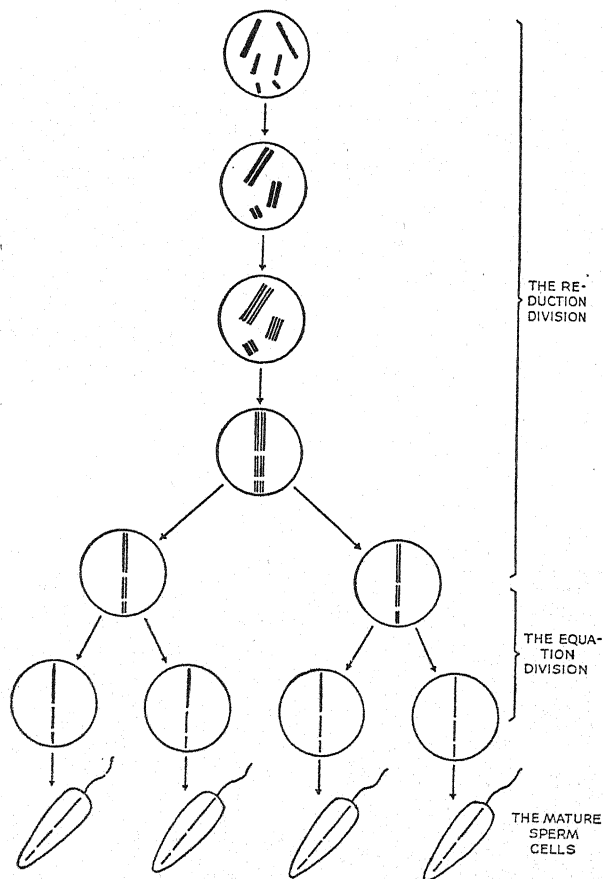 THE RE-
DUCTION
DIVISION
THE EQUA-
TION
DIVISION
THE MATURE
SPERM
CELLS